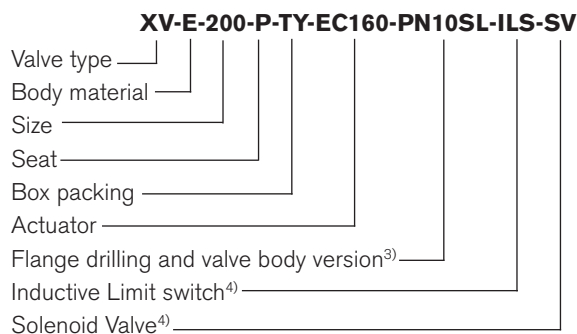 XV-E-200-P-TY-EC160-PN10SL-ILS-SV
Valve type
Body material
Size
Seat
Box packing
Actuator
Flange drilling and valve body version³⁾
Inductive Limit switch⁴⁾
Solenoid Valve⁴⁾